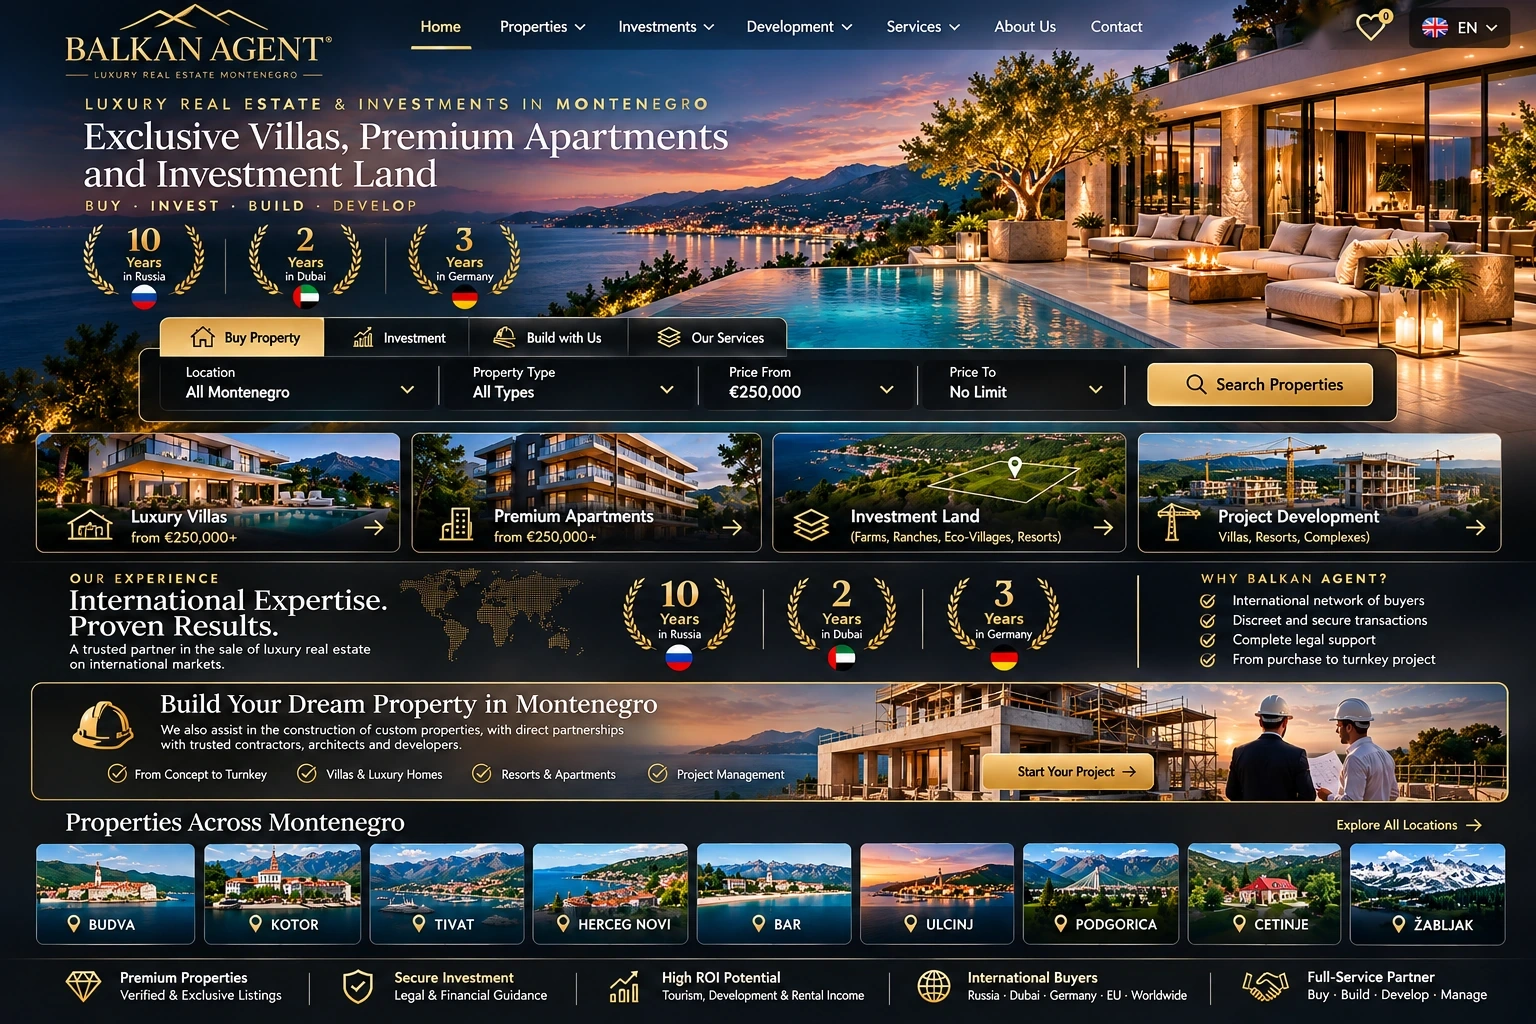 BALKAN AGENT®
LUXURY REAL ESTATE MONTENEGRO
Home
Properties
Investments
Development
Services
About Us
Contact
0
EN
LUXURY REAL ESTATE & INVESTMENTS IN MONTENEGRO
Exclusive Villas, Premium Apartments
and Investment Land
BUY · INVEST · BUILD · DEVELOP
10
Years
in Russia
2
Years
in Dubai
3
Years
in Germany
Buy Property
Investment
Build with Us
Our Services
Location
All Montenegro
Property Type
All Types
Price From
€250,000
Price To
No Limit
Search Properties
Luxury Villas
from €250,000+
Premium Apartments
from €250,000+
Investment Land
(Farms, Ranches, Eco-Villages, Resorts)
Project Development
Villas, Resorts, Complexes)
OUR EXPERIENCE
International Expertise.
Proven Results.
A trusted partner in the sale of luxury real estate
on international markets.
10
Years
in Russia
2
Years
in Dubai
3
Years
in Germany
WHY BALKAN AGENT?
International network of buyers
Discreet and secure transactions
Complete legal support
From purchase to turnkey project
Build Your Dream Property in Montenegro
We also assist in the construction of custom properties, with direct partnerships
with trusted contractors, architects and developers.
From Concept to Turnkey
Villas & Luxury Homes
Resorts & Apartments
Project Management
Start Your Project
Properties Across Montenegro
Explore All Locations
BUDVA
KOTOR
TIVAT
HERCEG NOVI
BAR
ULCINJ
PODGORICA
CETINJE
ŽABLJAK
Premium Properties
Verified & Exclusive Listings
Secure Investment
Legal & Financial Guidance
High ROI Potential
Tourism, Development & Rental Income
International Buyers
Russia · Dubai · Germany · EU · Worldwide
Full-Service Partner
Buy · Build · Develop · Manage